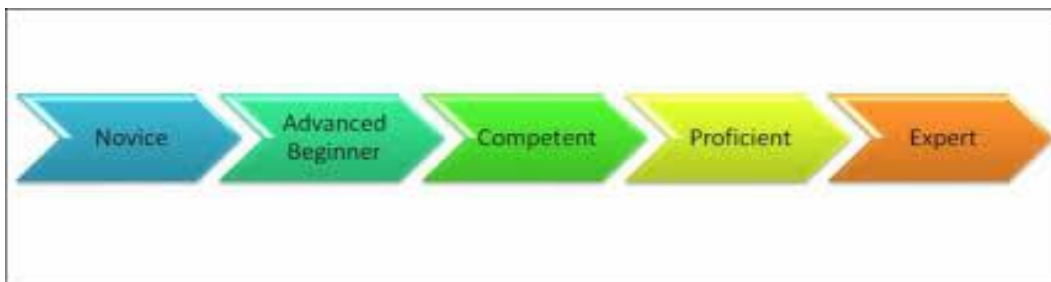 Novice
Advanced
Beginner
Competent
Proficient
Expert